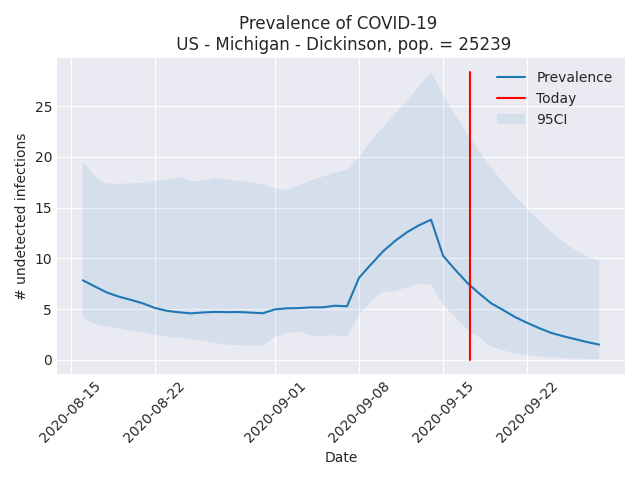 Prevalence of COVID-19
US - Michigan - Dickinson, pop. = 25239
Prevalence
Today
95CI
# undetected infections
25
20
15
10
5
0
2020-08-15
2020-08-22
2020-09-01
2020-09-08
2020-09-15
2020-09-22
Date